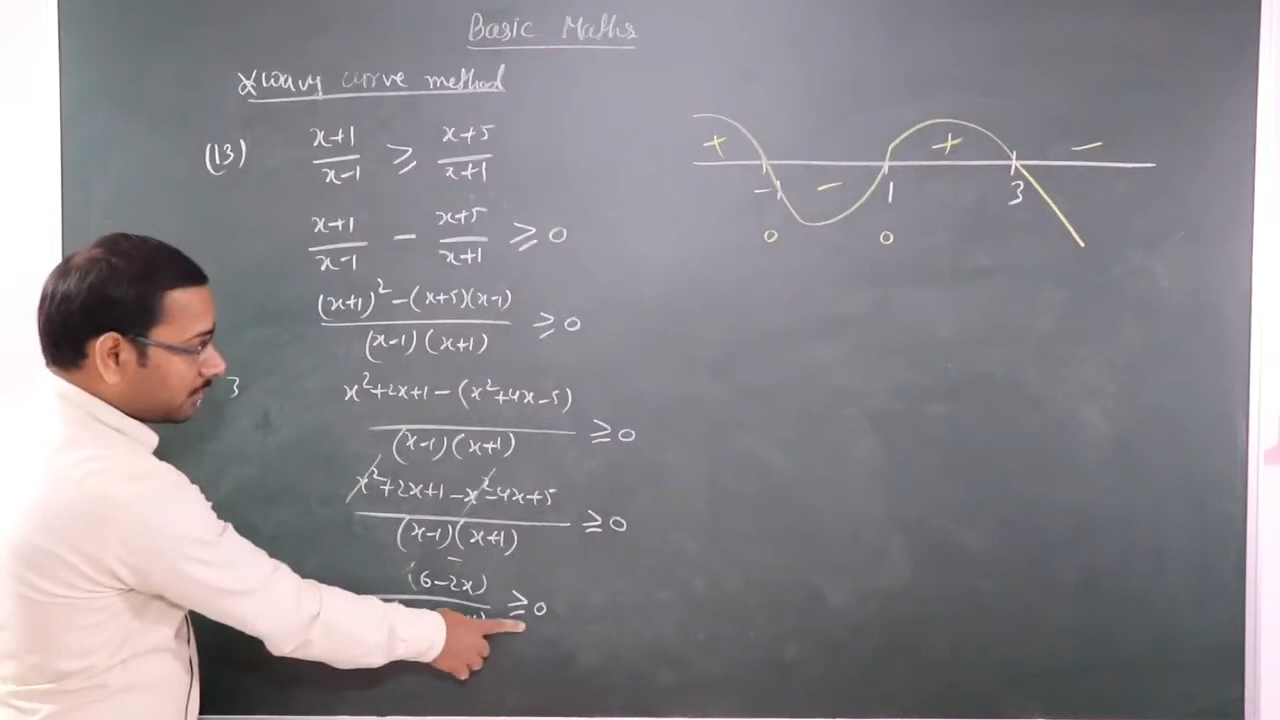 Basic Maths
wavy curve method
(13) x+1/x-1 ≥ x+5/x+1
x+1/x-1 - x+5/x+1 ≥ 0
(x+1)² - (x+5)(x-1)/(x-1)(x+1) ≥ 0
3
x²+2x+1 - (x²+4x-5)/(x-1)(x+1) ≥ 0
x²+2x+1 - x² - 4x+5/(x-1)(x+1) ≥ 0
(6-2x) ≥ 0
+ - + -
-1 1 3
0 0